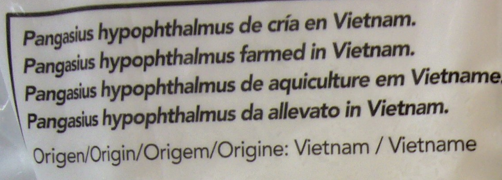 Pangasius hypophthalmus de cría en Vietnam.
Pangasius hypophthalmus farmed in Vietnam.
Pangasius hypophthalmus de aquiculture em Vietname.
Pangasius hypophthalmus da allevato in Vietnam.
Origen/Origin/Origem/Origine: Vietnam / Vietname